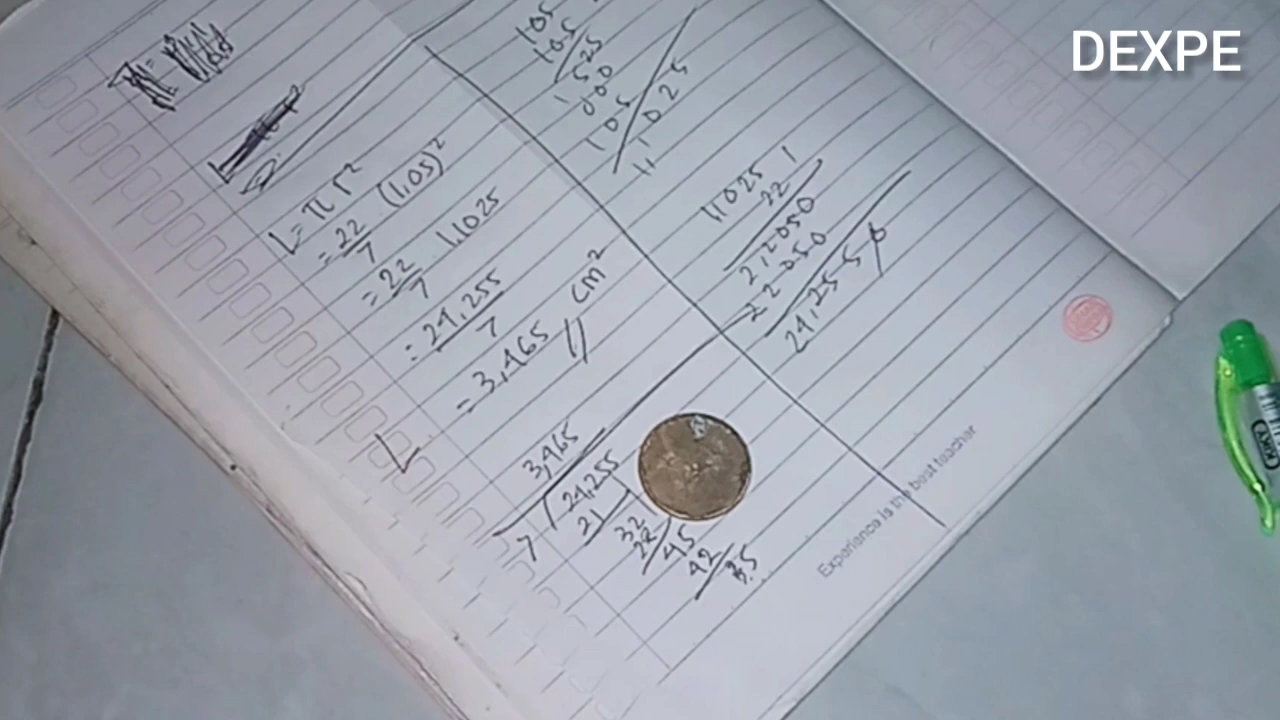 DEXPE
L = π r²
= 22/7 (1,05)²
= 22/7 1,1025
= 24,255/7
= 3,465 // cm²
L
3,465
7 / 24,255
21
32
28
45
42
35
105
105
525
000
105
11025
11025
22
22050
22050
24,2550
Experience is the best teacher